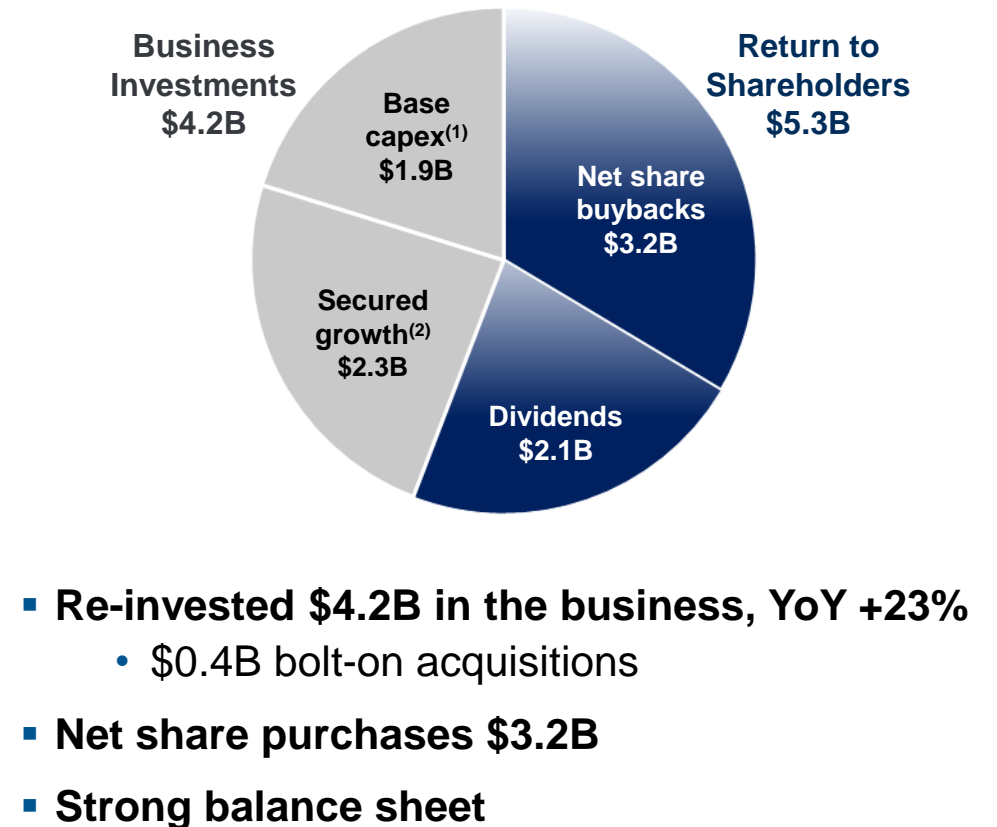 Business
Investments
$4.2B
Return to
Shareholders
$5.3B
Base
capex(1)
$1.9B
Net share
buybacks
$3.2B
Secured
growth(2)
$2.3B
Dividends
$2.1B
▪ Re-invested $4.2B in the business, YoY +23%
• $0.4B bolt-on acquisitions
▪ Net share purchases $3.2B
▪ Strong balance sheet